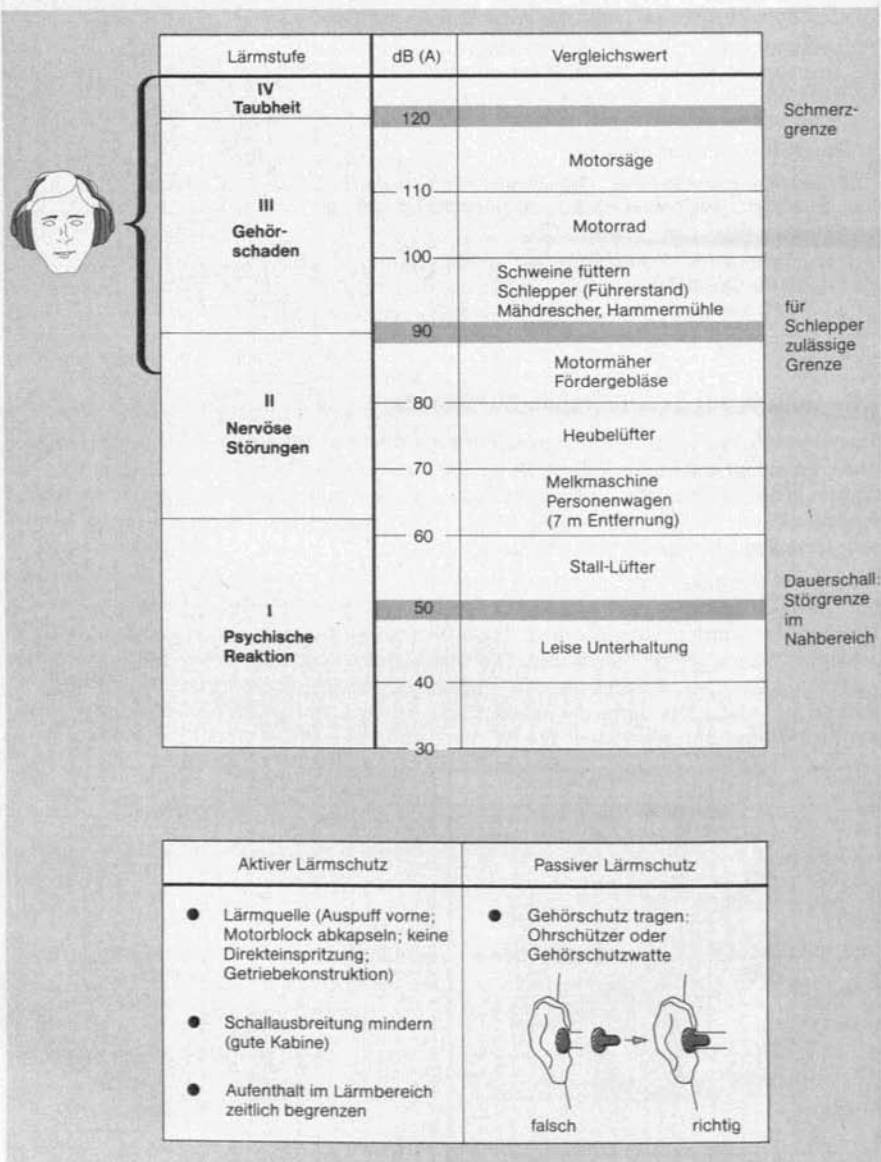 Lärmstufe dB (A) Vergleichswert
IV
Taubheit
120
Schmerz-
grenze
Motorsäge
110
III
Gehör-
schaden
Motorrad
100
Schweine füttern
Schlepper (Führerstand)
Mähdrescher, Hammermühle
90
für
Schlepper
zulässige
Grenze
Motormäher
Fördergebläse
80
II
Nervöse
Störungen
Heubelüfter
70
Melkmaschine
Personenwagen
(7 m Entfernung)
60
Stall-Lüfter
50
Dauerschall:
Störgrenze
im
Nahbereich
I
Psychische
Reaktion
Leise Unterhaltung
40
30
Aktiver Lärmschutz
Lärmquelle (Auspuff vorne;
Motorblock abkapseln; keine
Direkteinspritzung;
Getriebekonstruktion)
Schallausbreitung mindern
(gute Kabine)
Aufenthalt im Lärmbereich
zeitlich begrenzen
Passiver Lärmschutz
Gehörschutz tragen:
Ohrschützer oder
Gehörschutzwatte
falsch richtig